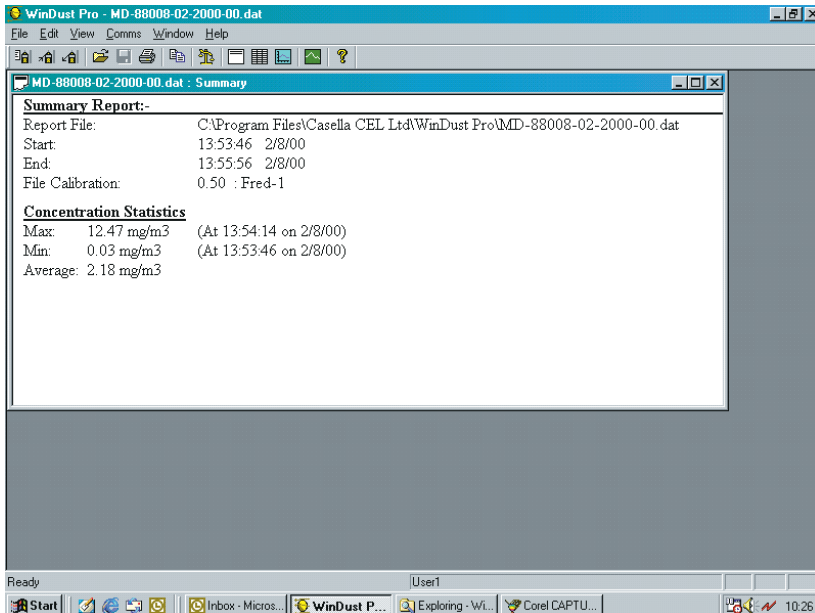 WinDust Pro - MD-88008-02-2000-00.dat
File Edit View Comms Window Help
MD-88008-02-2000-00.dat : Summary
Summary Report:-
Report File: C:\Program Files\Casella CEL Ltd\WinDust Pro\MD-88008-02-2000-00.dat
Start: 13:53:46 2/8/00
End: 13:55:56 2/8/00
File Calibration: 0.50 : Fred-1
Concentration Statistics
Max: 12.47 mg/m3 (At 13:54:14 on 2/8/00)
Min: 0.03 mg/m3 (At 13:53:46 on 2/8/00)
Average: 2.18 mg/m3
Ready User1
Start Inbox - Micros... WinDust P... Exploring - Wi... Corel CAPTU... 10:26